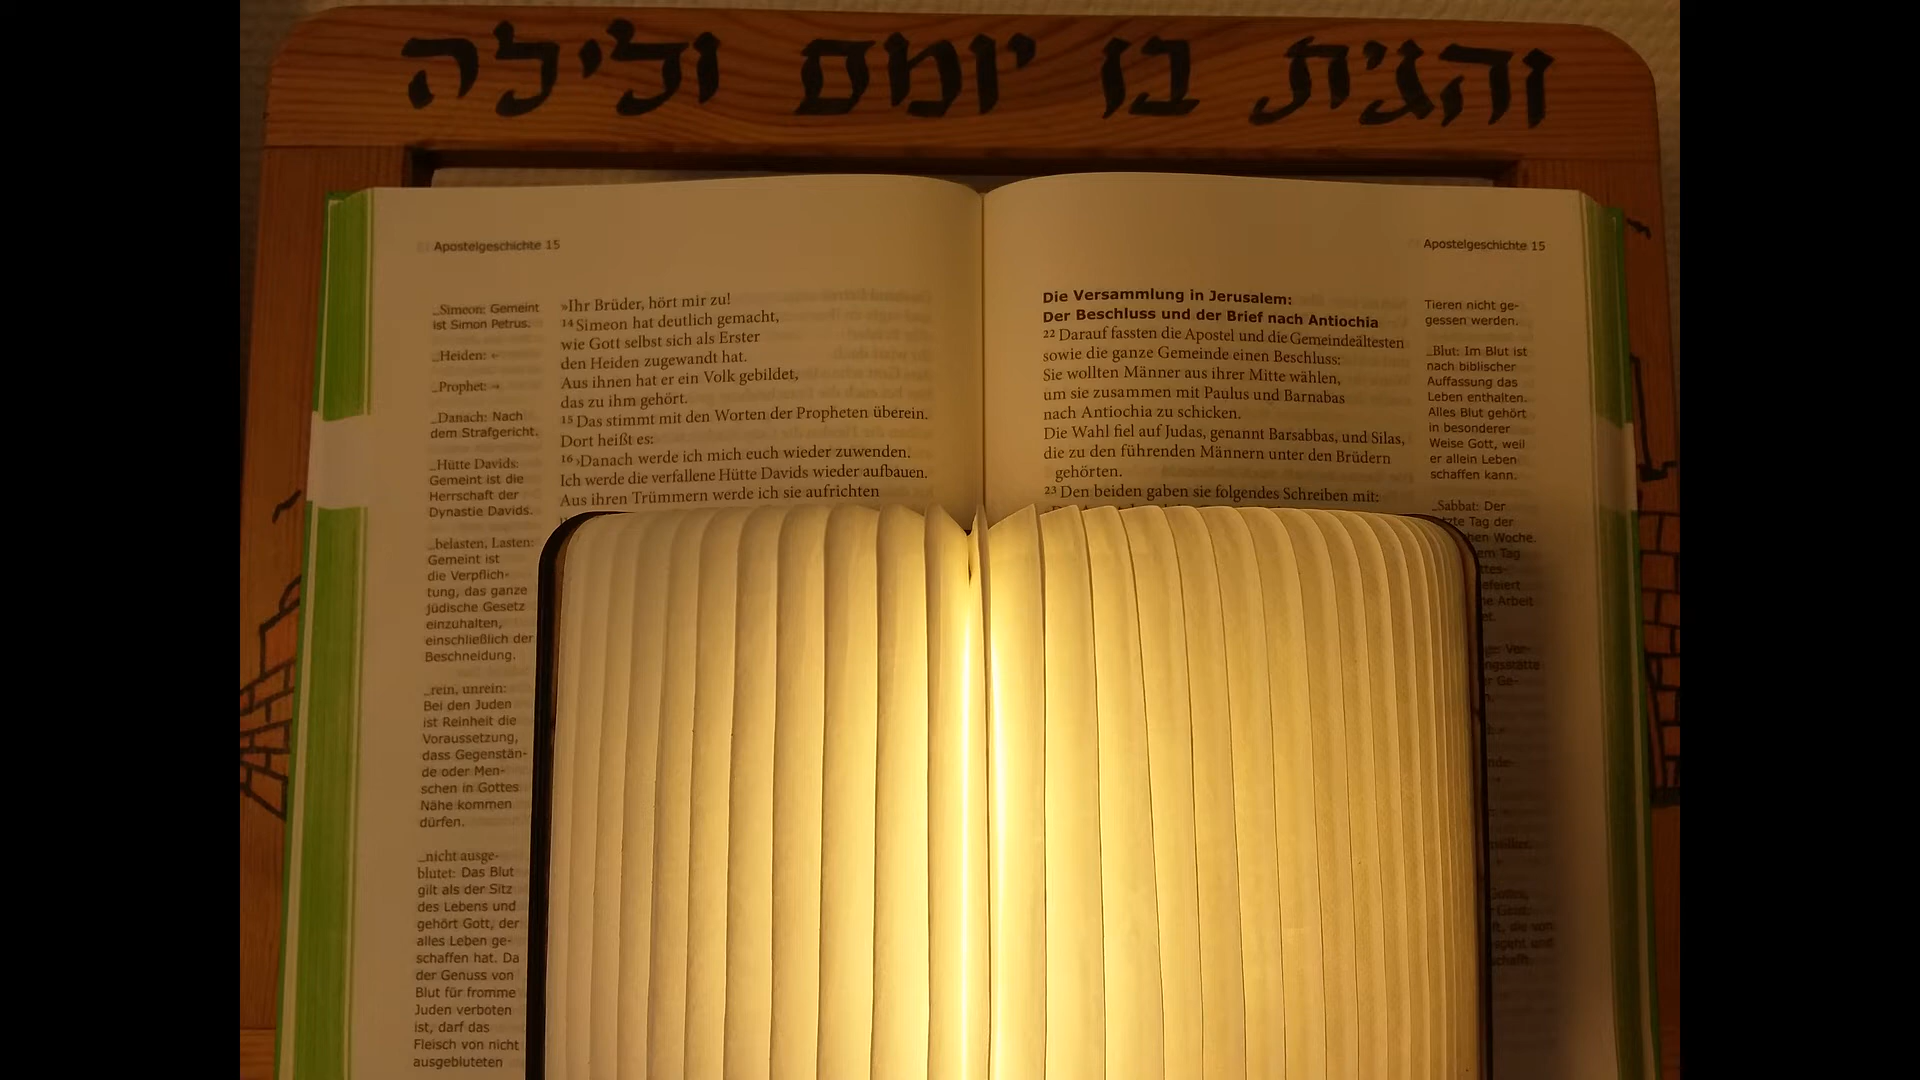 והגית בו יומם ולילה
Apostelgeschichte 15
_Simeon: Gemeint
ist Simon Petrus.
_Heiden: ←
_Prophet: →
_Danach: Nach
dem Strafgericht.
_Hütte Davids:
Gemeint ist die
Herrschaft der
Dynastie Davids.
_belasten, Lasten:
Gemeint ist
die Verpflich-
tung, das ganze
jüdische Gesetz
einzuhalten,
einschließlich der
Beschneidung.
_rein, unrein:
Bei den Juden
ist Reinheit die
Voraussetzung,
dass Gegenstän-
de oder Men-
schen in Gottes
Nähe kommen
dürfen.
_nicht ausge-
blutet: Das Blut
gilt als der Sitz
des Lebens und
gehört Gott, der
alles Leben ge-
schaffen hat. Da
der Genuss von
Blut für fromme
Juden verboten
ist, darf das
Fleisch von nicht
ausgebluteten
»Ihr Brüder, hört mir zu!
14 Simeon hat deutlich gemacht,
wie Gott selbst sich als Erster
den Heiden zugewandt hat.
Aus ihnen hat er ein Volk gebildet,
das zu ihm gehört.
15 Das stimmt mit den Worten der Propheten überein.
Dort heißt es:
16 ›Danach werde ich mich euch wieder zuwenden.
Ich werde die verfallene Hütte Davids wieder aufbauen.
Aus ihren Trümmern werde ich sie aufrichten
Apostelgeschichte 15
Die Versammlung in Jerusalem:
Der Beschluss und der Brief nach Antiochia
22 Darauf fassten die Apostel und die Gemeindeältesten
sowie die ganze Gemeinde einen Beschluss:
Sie wollten Männer aus ihrer Mitte wählen,
um sie zusammen mit Paulus und Barnabas
nach Antiochia zu schicken.
Die Wahl fiel auf Judas, genannt Barsabbas, und Silas,
die zu den führenden Männern unter den Brüdern
gehörten.
23 Den beiden gaben sie folgendes Schreiben mit:
Tieren nicht ge-
gessen werden.
_Blut: Im Blut ist
nach biblischer
Auffassung das
Leben enthalten.
Alles Blut gehört
in besonderer
Weise Gott, weil
er allein Leben
schaffen kann.
_Sabbat: Der
Tag der
Woche.
Tag
Arbeit